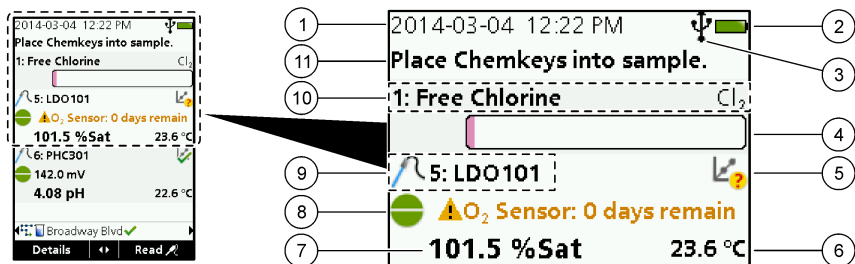 2014-03-04 12:22 PM
Place Chemkeys into sample.
1: Free Chlorine Cl2
5: LDO101
O2 Sensor: 0 days remain
101.5 %Sat 23.6 °C
6: PHC301
142.0 mV
4.08 pH 22.6 °C
Broadway Blvd
Details Read
1 2014-03-04 12:22 PM 2
3
11 Place Chemkeys into sample.
10 1: Free Chlorine Cl2
4
9 5: LDO101 ? 5
8 O2 Sensor: 0 days remain
7 101.5 %Sat 23.6 °C 6